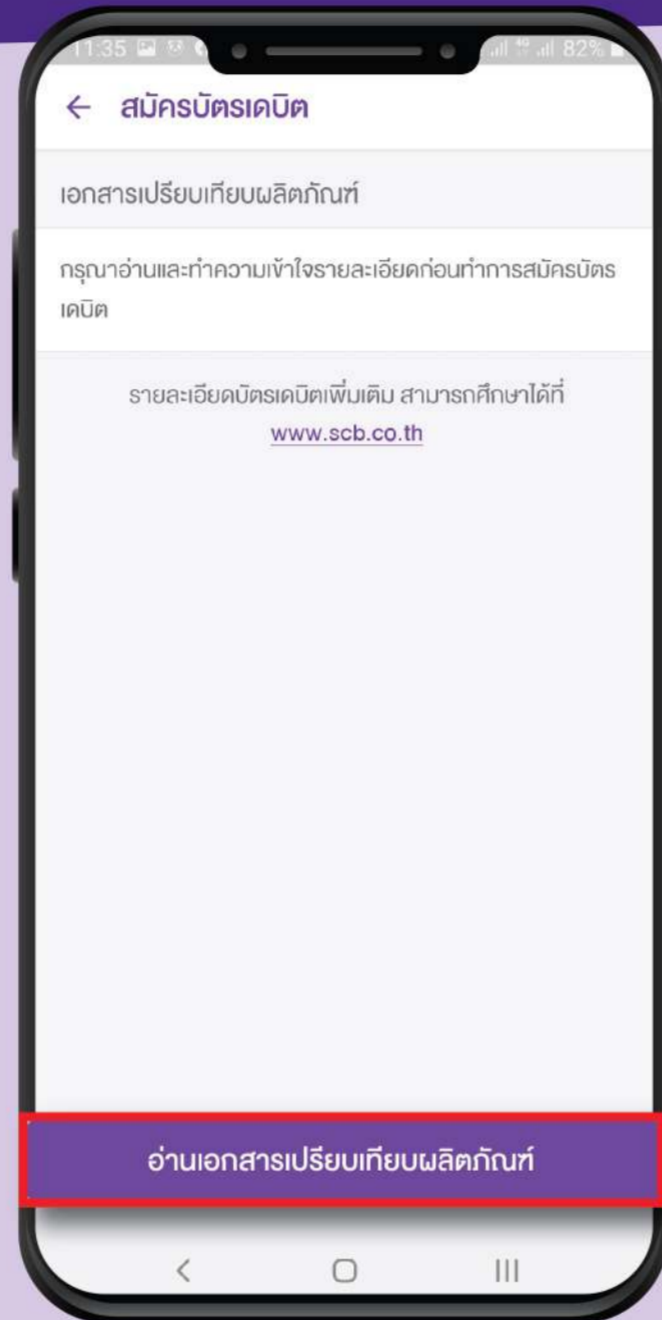 11:35 4G 82%
← สมัครบัตรเดบิต
เอกสารเปรียบเทียบผลิตภัณฑ์
กรุณาอ่านและทำความเข้าใจรายละเอียดก่อนทำการสมัครบัตร
เดบิต
รายละเอียดบัตรเดบิตเพิ่มเติม สามารถศึกษาได้ที่
www.scb.co.th
อ่านเอกสารเปรียบเทียบผลิตภัณฑ์